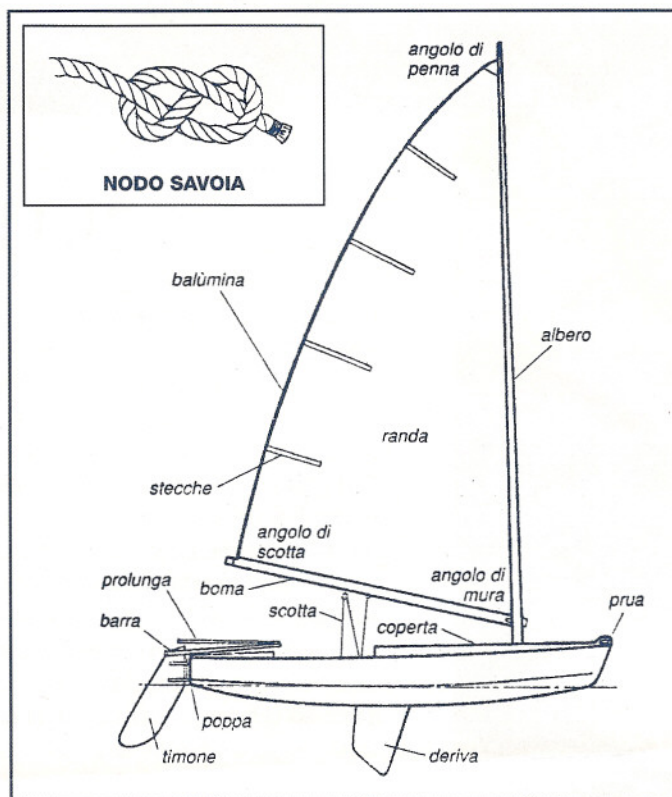 NODO SAVOIA
angolo di
penna
balùmina
albero
randa
stecche
angolo di
scotta
angolo di
mura
prolunga
boma
scotta
prua
barra
coperta
poppa
timone
deriva